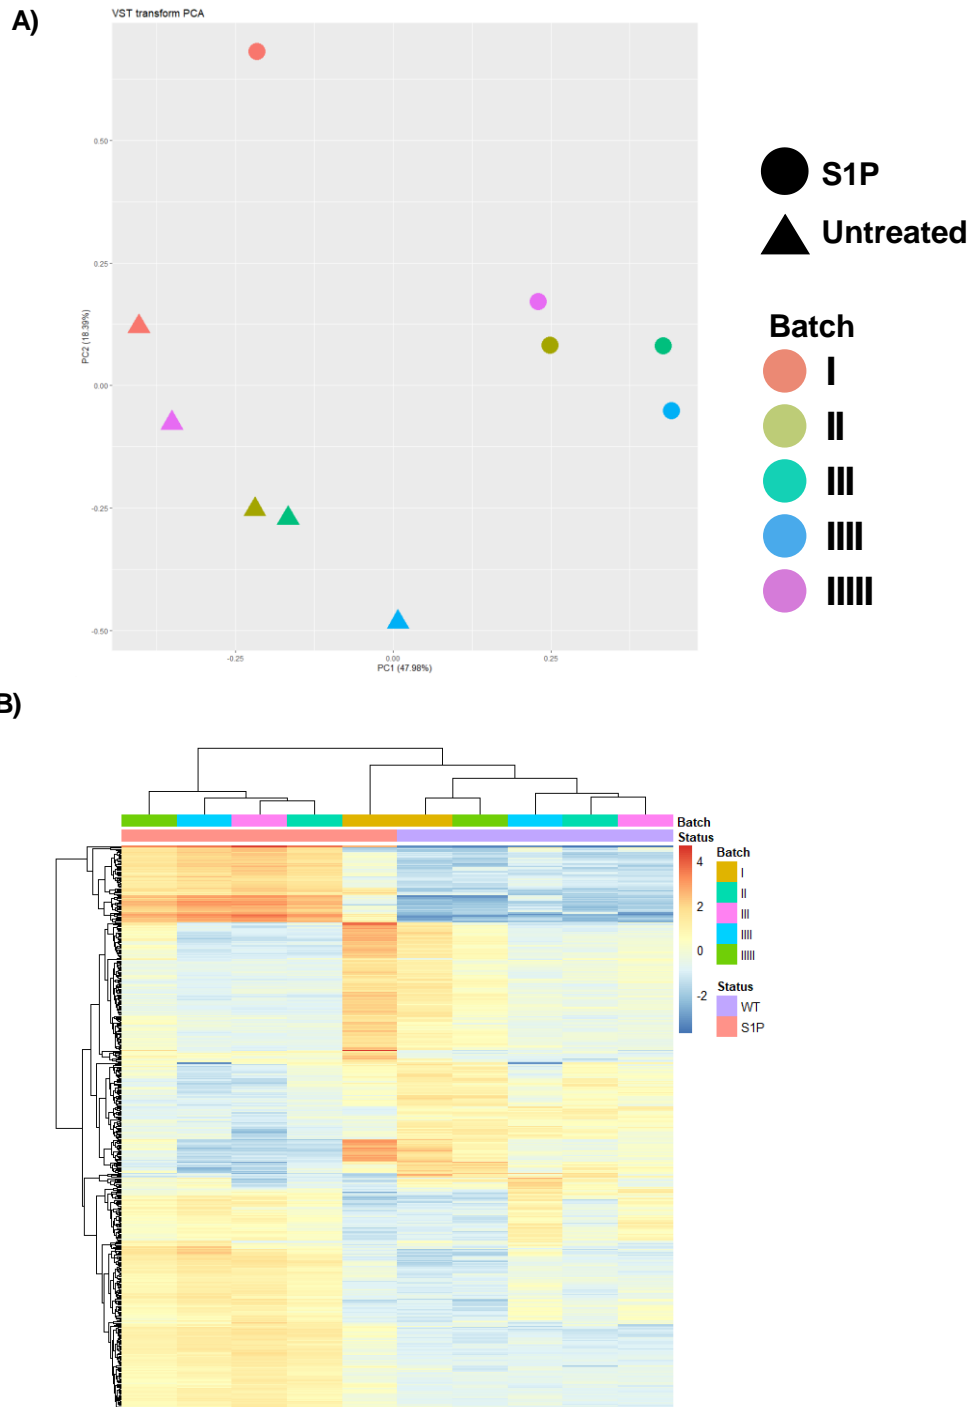 A)
VST transform PCA
0.50
0.25
0.00
-0.25
-0.50
PC2 (18.39%)
-0.25
0.00
0.25
PC1 (47.98%)
S1P
Untreated
Batch
I
II
III
IIII
IIIII
B)
Batch
Status
4
2
0
-2
Batch
I
II
III
IIII
IIIII
Status
WT
S1P